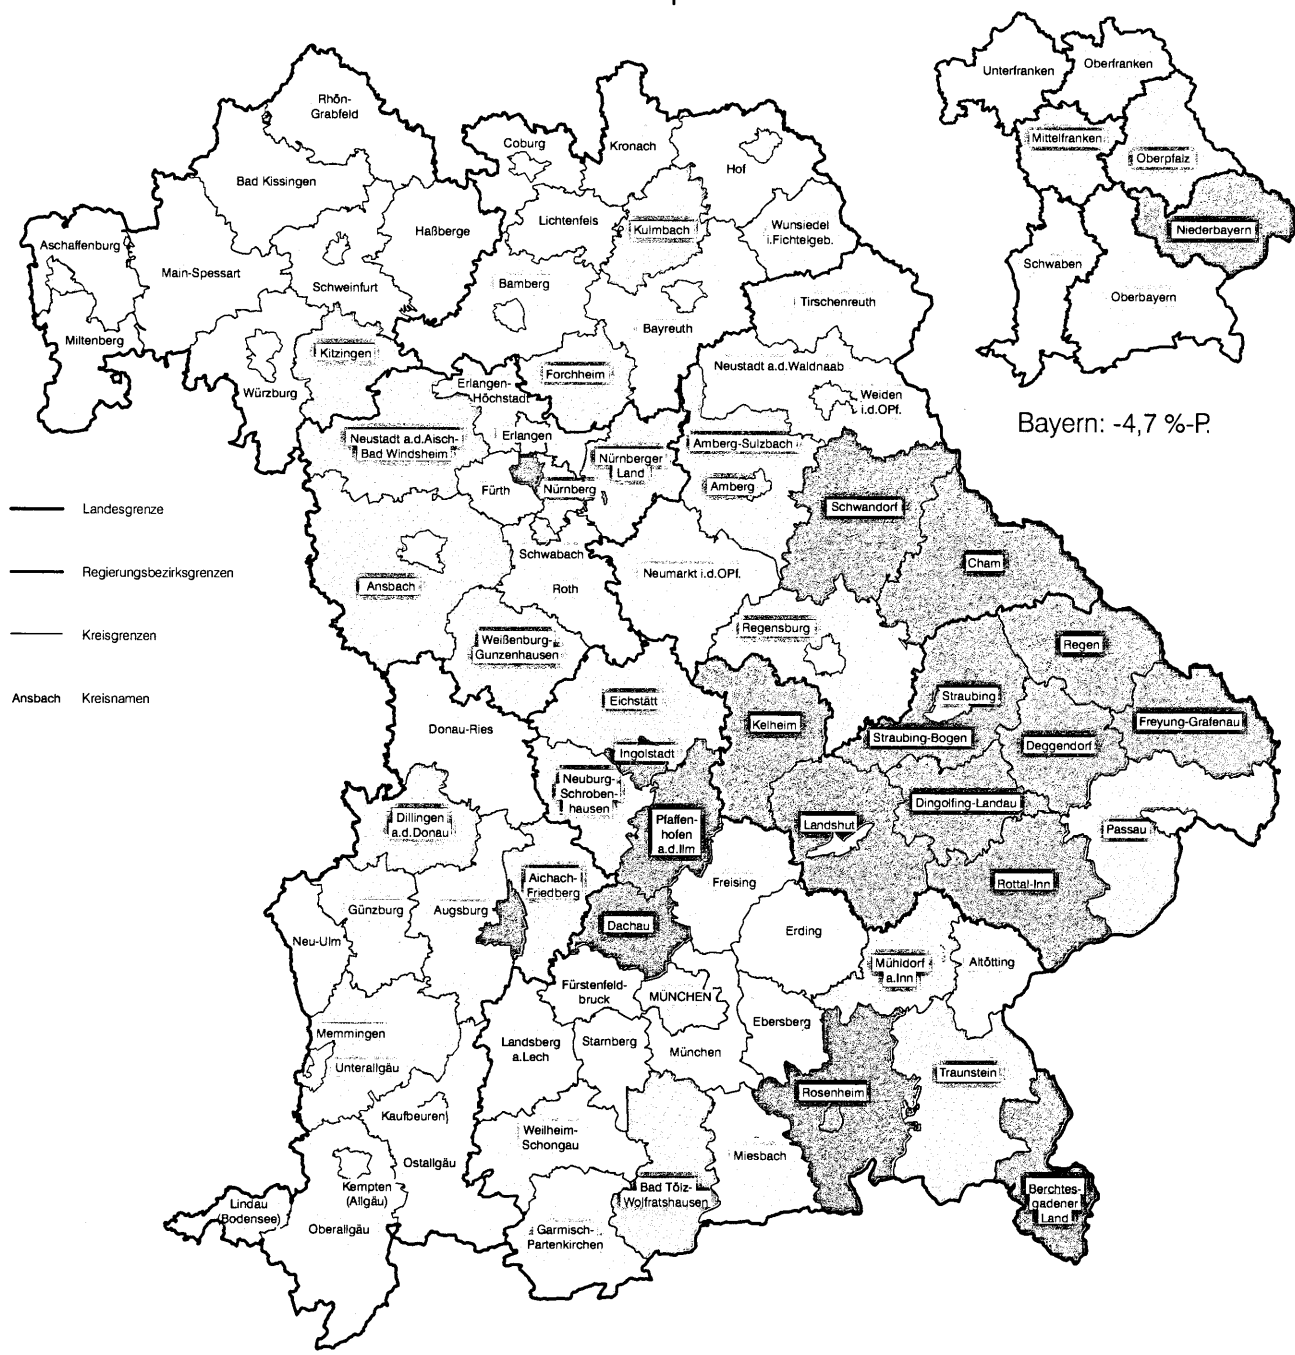 Unterfranken
Oberfranken
Mittelfranken
Oberpfalz
Niederbayern
Schwaben
Oberbayern
Bayern: -4,7 %-P.
Rhön-
Grabfeld
Coburg
Kronach
Hof
Bad Kissingen
Lichtenfels
Kulmbach
Wunsiedel
i.Fichtelgeb.
Haßberge
Aschaffenburg
Main-Spessart
Schweinfurt
Bamberg
Bayreuth
Tirschenreuth
Miltenberg
Kitzingen
Würzburg
Forchheim
Erlangen-
Höchstadt
Neustadt a.d.Waldnaab
Weiden
i.d.OPf.
Neustadt a.d.Aisch-
Bad Windsheim
Erlangen
Nürnberger
Land
Amberg-Sulzbach
Fürth
Nürnberg
Amberg
Schwandorf
Landesgrenze
Regierungsbezirksgrenzen
Kreisgrenzen
Ansbach Kreisnamen
Schwabach
Cham
Ansbach
Roth
Neumarkt i.d.OPf.
Weißenburg-
Gunzenhausen
Regensburg
Regen
Eichstätt
Straubing
Kelheim
Freyung-Grafenau
Donau-Ries
Straubing-Bogen
Deggendorf
Ingolstadt
Neuburg-
Schroben-
hausen
Dingolfing-Landau
Dillingen
a.d.Donau
Pfaffen-
hofen
a.d.Ilm
Landshut
Passau
Aichach-
Friedberg
Freising
Rottal-Inn
Günzburg
Augsburg
Dachau
Erding
Neu-Ulm
Mühldorf
a.Inn
Altötting
Fürstenfeld-
bruck
MÜNCHEN
Ebersberg
Memmingen
Landsberg
a.Lech
Starnberg
München
Unterallgäu
Traunstein
Rosenheim
Kaufbeuren
Weilheim-
Schongau
Miesbach
Ostallgäu
Kempten
(Allgäu)
Bad Tölz-
Wolfratshausen
Berchtes-
gadener
Land
Lindau
(Bodensee)
Oberallgäu
Garmisch-
Partenkirchen